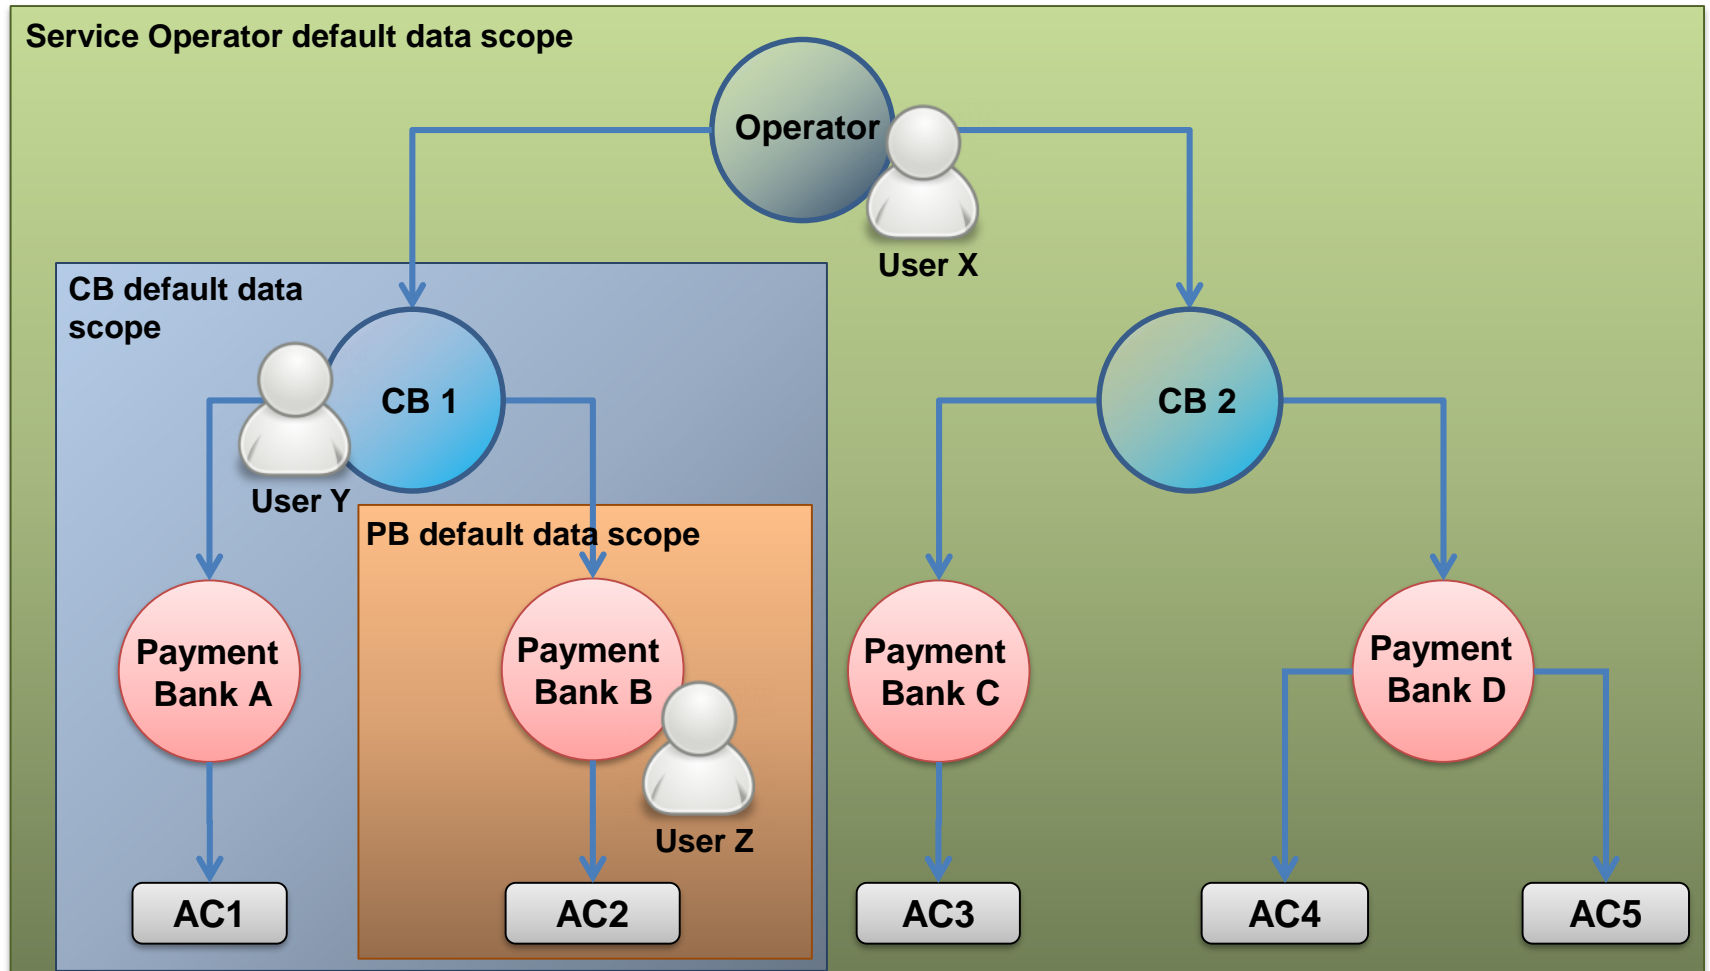 Service Operator default data scope
Operator
User X
CB default data
scope
CB 1
CB 2
User Y
PB default data scope
Payment
Bank A
Payment
Bank B
Payment
Bank C
Payment
Bank D
User Z
AC1
AC2
AC3
AC4
AC5